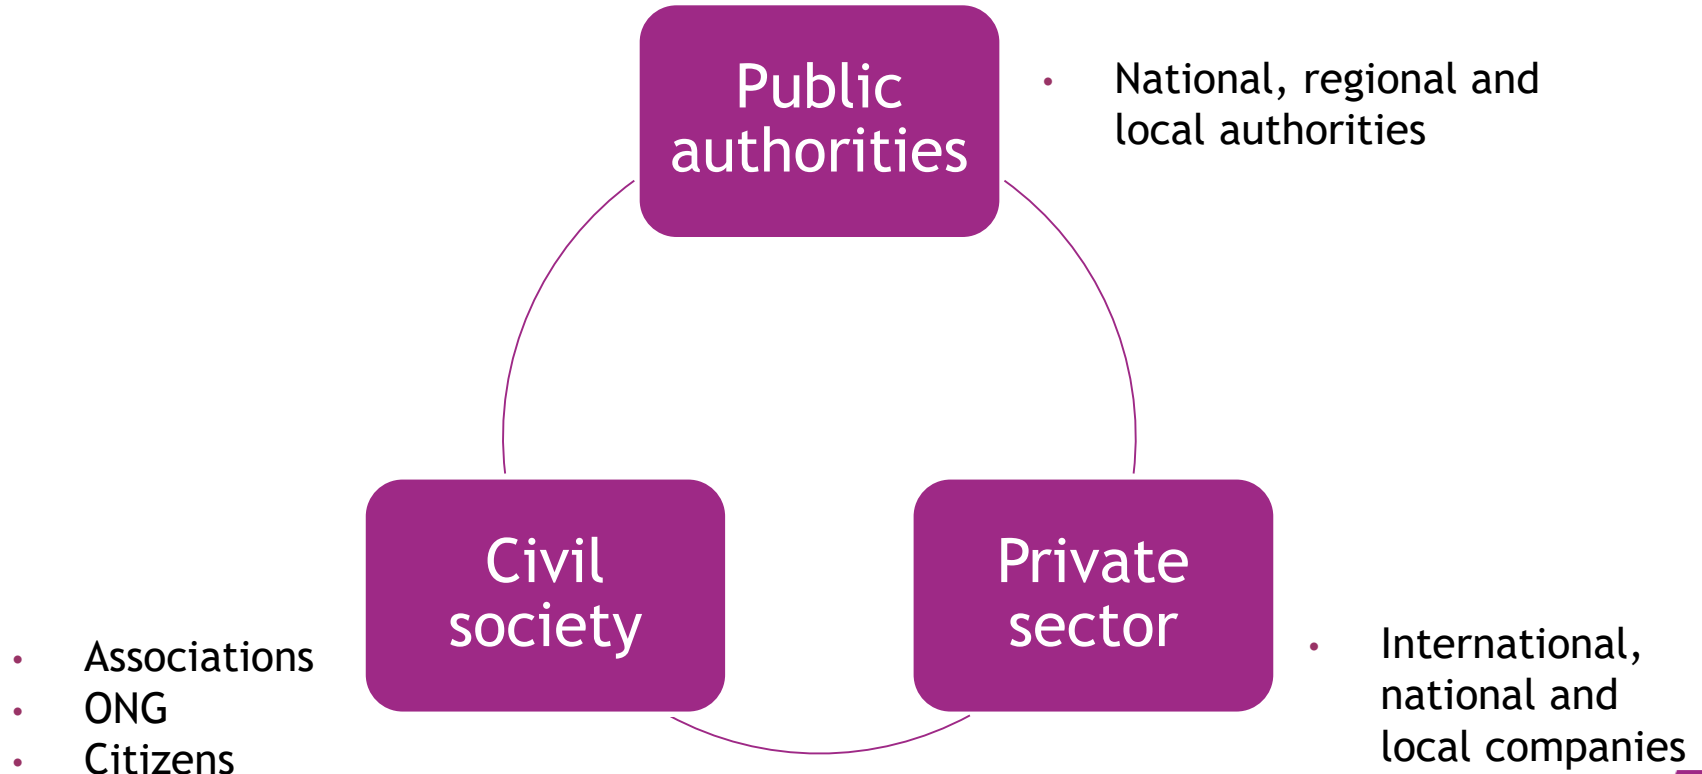 Public
authorities
• National, regional and
local authorities
Civil
society
Private
sector
• Associations
• ONG
• Citizens
• International,
national and
local companies